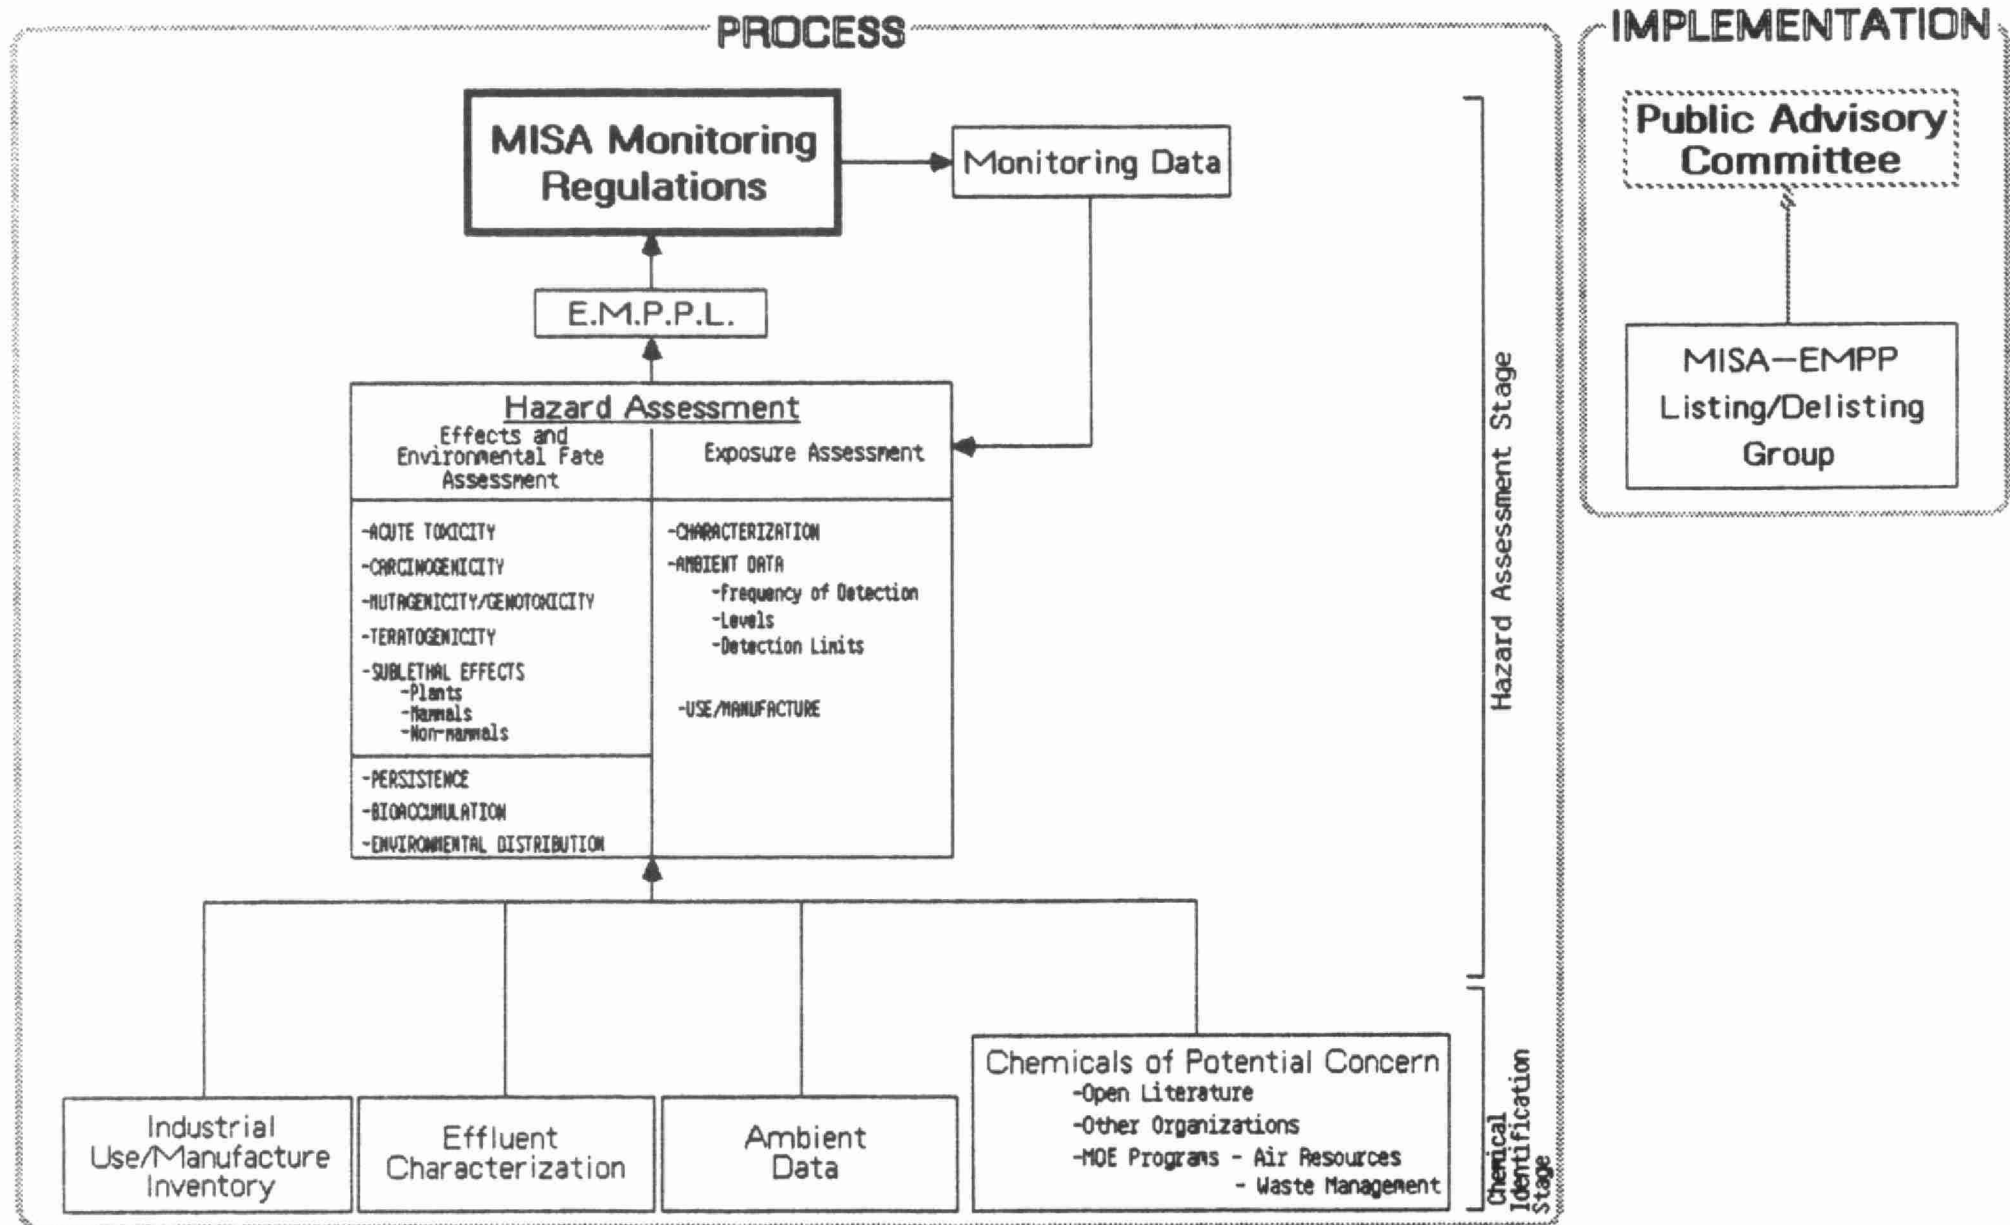 PROCESS
IMPLEMENTATION
MISA Monitoring
Regulations
Monitoring Data
Public Advisory
Committee
E.M.P.P.L.
MISA-EMPP
Listing/Delisting
Group
Hazard Assessment
Effects and
Environmental Fate
Assessment
Exposure Assessment
-ACUTE TOXICITY
-CARCINOGENICITY
-MUTAGENICITY/GENOTOXICITY
-TERATOGENICITY
-SUBLETHAL EFFECTS
-Plants
-Mammals
-Non-mammals
-PERSISTENCE
-BIOACCUMULATION
-ENVIRONMENTAL DISTRIBUTION
-CHARACTERIZATION
-AMBIENT DATA
-Frequency of Detection
-Levels
-Detection Limits
-USE/MANUFACTURE
Hazard Assessment Stage
Industrial
Use/Manufacture
Inventory
Effluent
Characterization
Ambient
Data
Chemicals of Potential Concern
-Open Literature
-Other Organizations
-MOE Programs - Air Resources
- Waste Management
Chemical
Identification
Stage